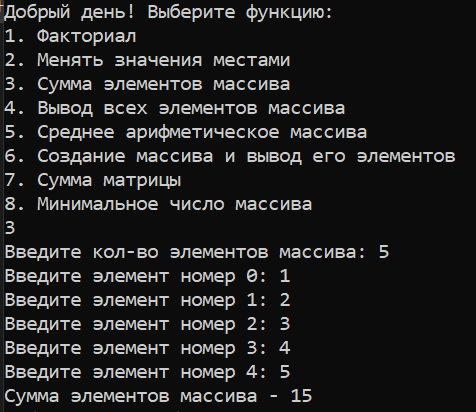 Добрый день! Выберите функцию:
1. Факториал
2. Менять значения местами
3. Сумма элементов массива
4. Вывод всех элементов массива
5. Среднее арифметическое массива
6. Создание массива и вывод его элементов
7. Сумма матрицы
8. Минимальное число массива
3
Введите кол-во элементов массива: 5
Введите элемент номер 0: 1
Введите элемент номер 1: 2
Введите элемент номер 2: 3
Введите элемент номер 3: 4
Введите элемент номер 4: 5
Сумма элементов массива - 15